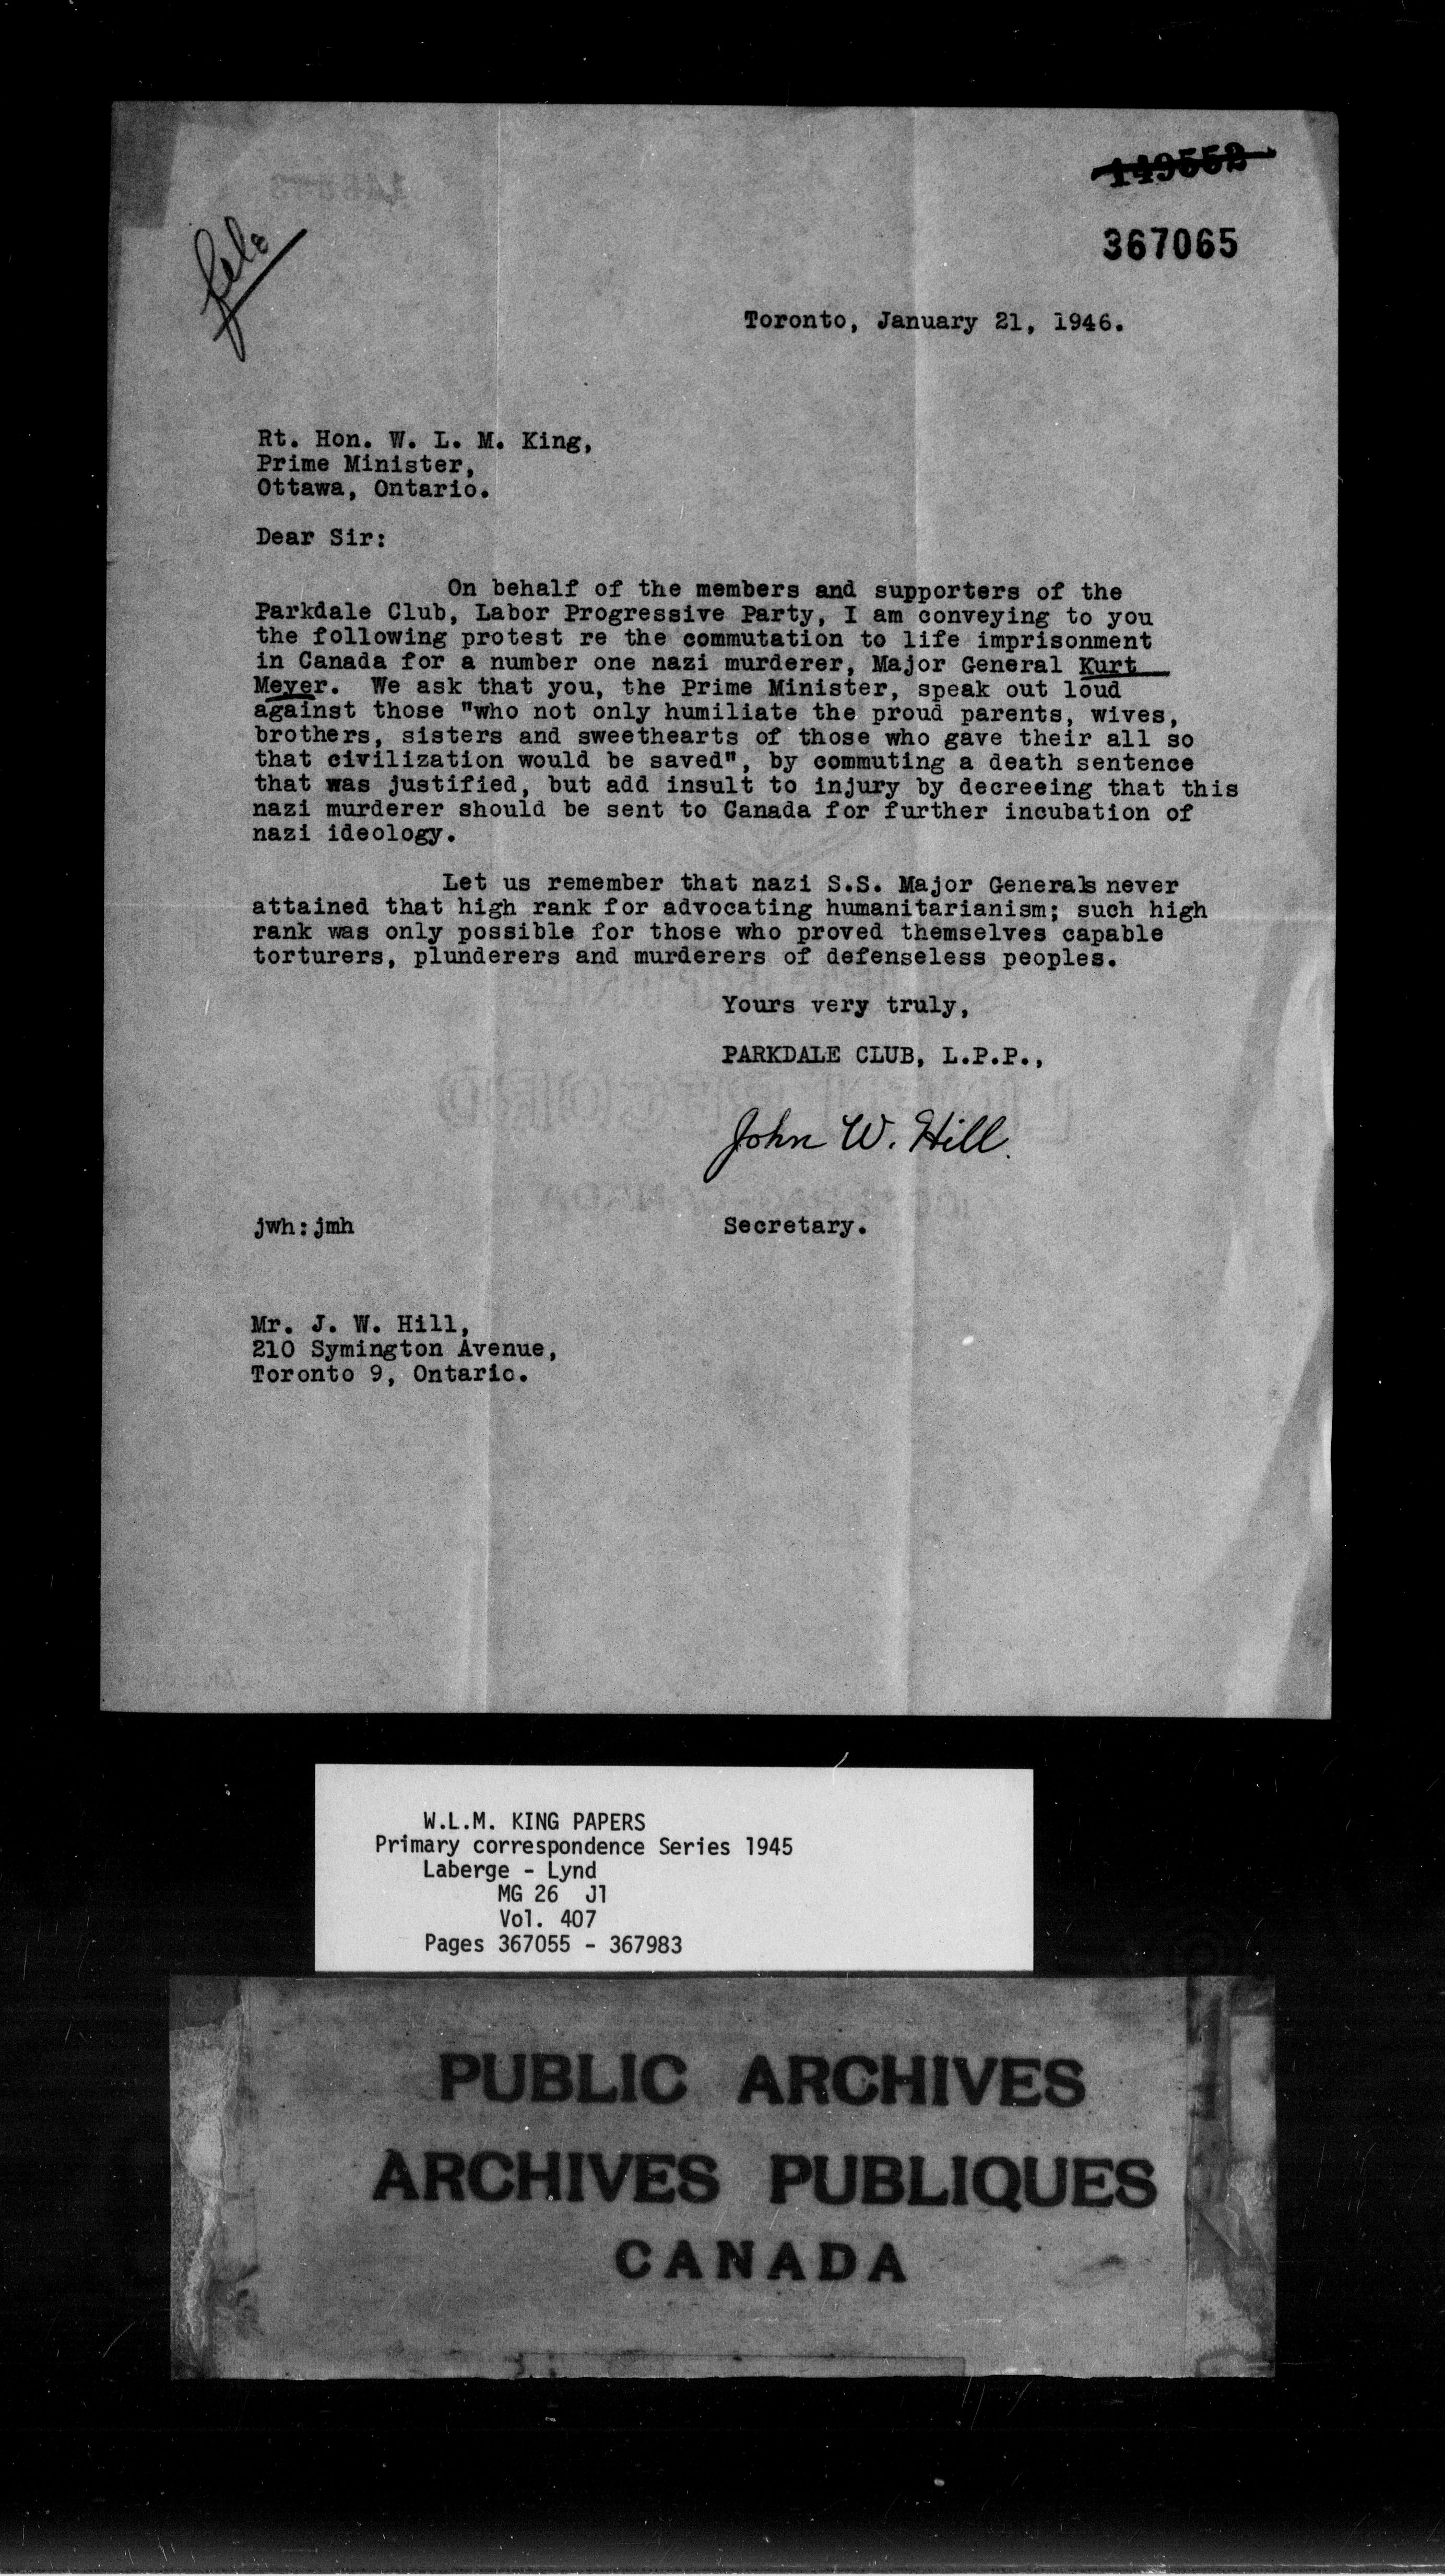 149552
367065
file
Toronto, January 21, 1946.
Rt. Hon. W. L. M. King,
Prime Minister,
Ottawa, Ontario.
Dear Sir:
On behalf of the members and supporters of the
Parkdale Club, Labor Progressive Party, I am conveying to you
the following protest re the commutation to life imprisonment
in Canada for a number one nazi murderer, Major General Kurt
Meyer. We ask that you, the Prime Minister, speak out loud
against those "who not only humiliate the proud parents, wives,
brothers, sisters and sweethearts of those who gave their all so
that civilization would be saved", by commuting a death sentence
that was justified, but add insult to injury by decreeing that this
nazi murderer should be sent to Canada for further incubation of
nazi ideology.
Let us remember that nazi S.S. Major Generals never
attained that high rank for advocating humanitarianism; such high
rank was only possible for those who proved themselves capable
torturers, plunderers and murderers of defenseless peoples.
Yours very truly,
PARKDALE CLUB, L.P.P.,
John W. Hill.
jwh:jmh Secretary.
Mr. J. W. Hill,
210 Symington Avenue,
Toronto 9, Ontario.
W.L.M. KING PAPERS
Primary correspondence Series 1945
Laberge - Lynd
MG 26 J1
Vol. 407
Pages 367055 - 367983
PUBLIC ARCHIVES
ARCHIVES PUBLIQUES
CANADA